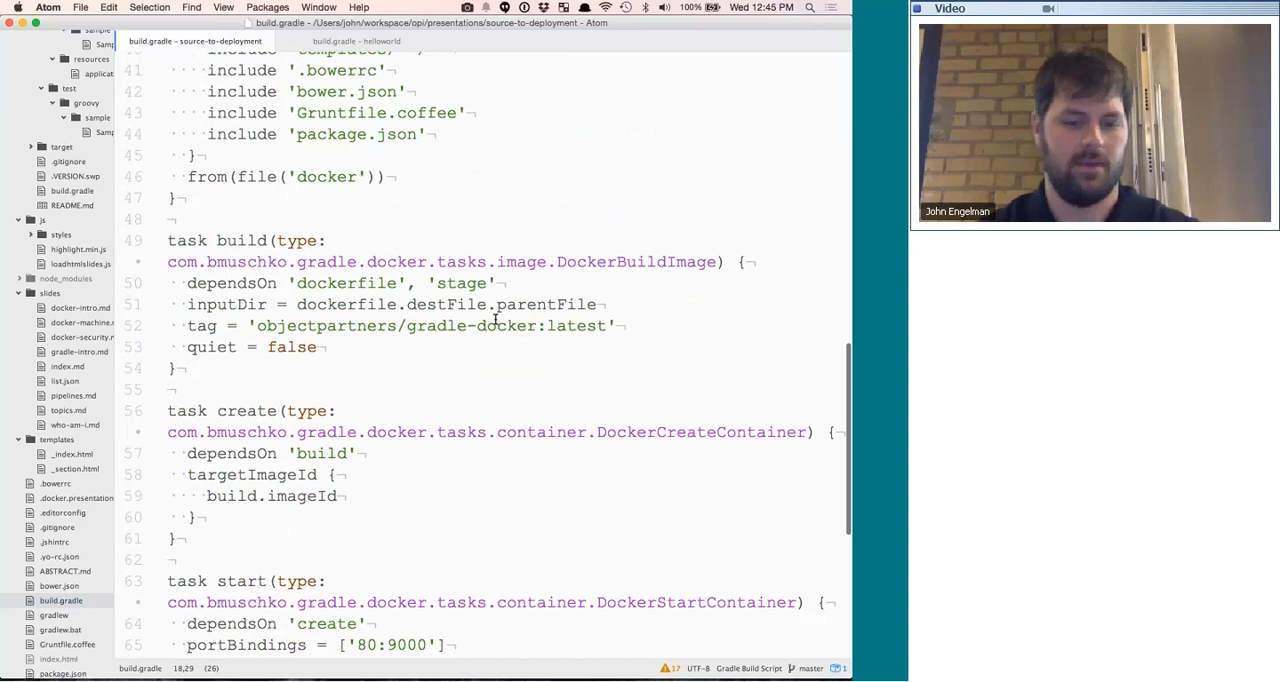 Atom File Edit Selection Find View Packages Window Help 100% Wed 12:45 PM
build.gradle - /Users/john/workspace/opi/presentations/source-to-deployment - Atom
build.gradle - source-to-deployment build.gradle - helloworld
sample
resources
test
groovy
sample
target
.gitignore
.VERSION.swp
build.gradle
README.md
js
styles
highlight.min.js
loadhtmlslides.js
node_modules
slides
docker-intro.md
docker-machine.
docker-security.m
gradle-intro.md
index.md
list.json
pipelines.md
topics.md
who-am-i.md
templates
_index.html
_section.html
.bowerrc
.docker.presentation
.editorconfig
.gitignore
.jshintrc
.yo-rc.json
ABSTRACT.md
bower.json
build.gradle
gradlew
gradlew.bat
Gruntfile.coffee
index.html
package.json
41 ····include '.bowerrc'¬
42 ····include 'bower.json'¬
43 ····include 'Gruntfile.coffee'¬
44 ····include 'package.json'¬
45 ··}¬
46 ··from(file('docker'))¬
47 }¬
48 ¬
49 task build(type:
• com.bmuschko.gradle.docker.tasks.image.DockerBuildImage) {¬
50 ··dependsOn 'dockerfile', 'stage'¬
51 ··inputDir = dockerfile.destFile.parentFile¬
52 ··tag = 'objectpartners/gradle-docker:latest'¬
53 ··quiet = false¬
54 }¬
55 ¬
56 task create(type:
• com.bmuschko.gradle.docker.tasks.container.DockerCreateContainer) {¬
57 ··dependsOn 'build'¬
58 ··targetImageId {¬
59 ····build.imageId¬
60 ··}¬
61 }¬
62 ¬
63 task start(type:
• com.bmuschko.gradle.docker.tasks.container.DockerStartContainer) {¬
64 ··dependsOn 'create'¬
65 ··portBindings = ['80:9000']¬
build.gradle 18,29 (26) 17 UTF-8 Gradle Build Script master 1
Video
John Engelman